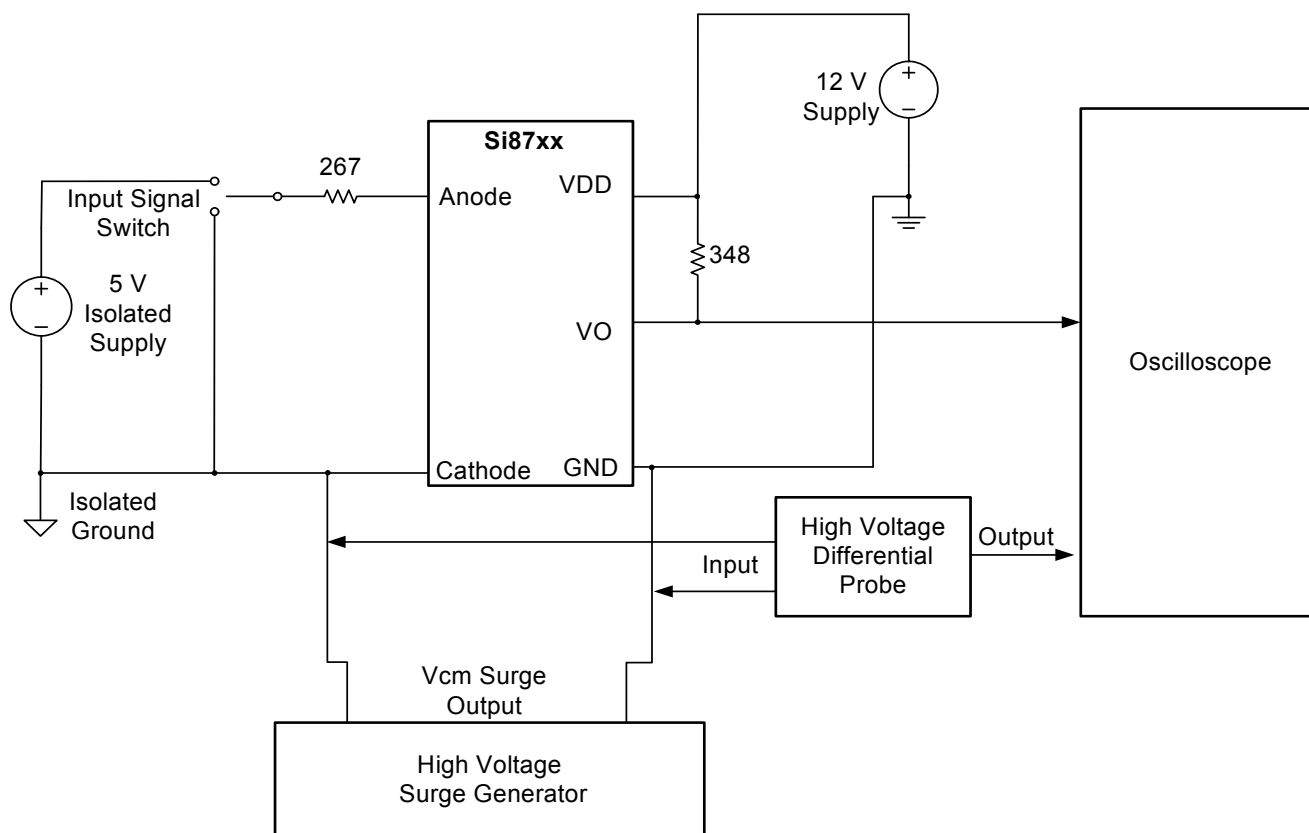 12 V
Supply
Si87xx
267
Input Signal
Switch
Anode
VDD
348
5 V
Isolated
Supply
VO
Oscilloscope
Cathode
GND
Isolated
Ground
High Voltage
Differential
Probe
Output
Input
Vcm Surge
Output
High Voltage
Surge Generator
+
−
+
−